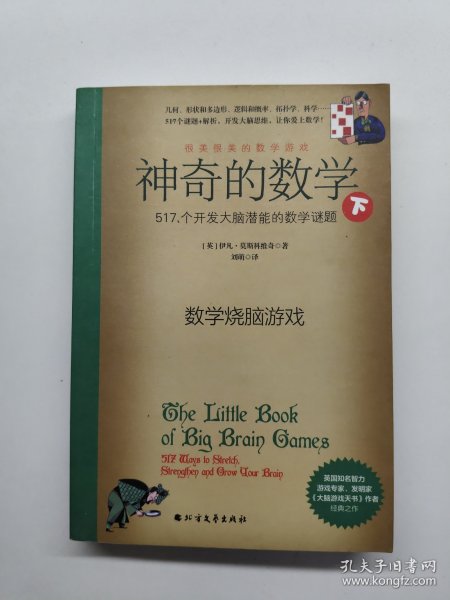 几何、形状和多边形、逻辑和概率、拓扑学、科学……
517个谜题+解析，开发大脑思维，让你爱上数学！
很美很美的数学游戏
神奇的数学
下
517个开发大脑潜能的数学谜题
[英]伊凡·莫斯科维奇◎著
刘萌◎译
数学烧脑游戏
The Little Book
of Big Brain Games
517 Ways to Stretch,
Strengthen and Grow Your Brain
英国知名智力
游戏专家、发明家
《大脑游戏天书》作者
经典之作
北方文艺出版社
孔夫子旧书网
www.kongfz.com